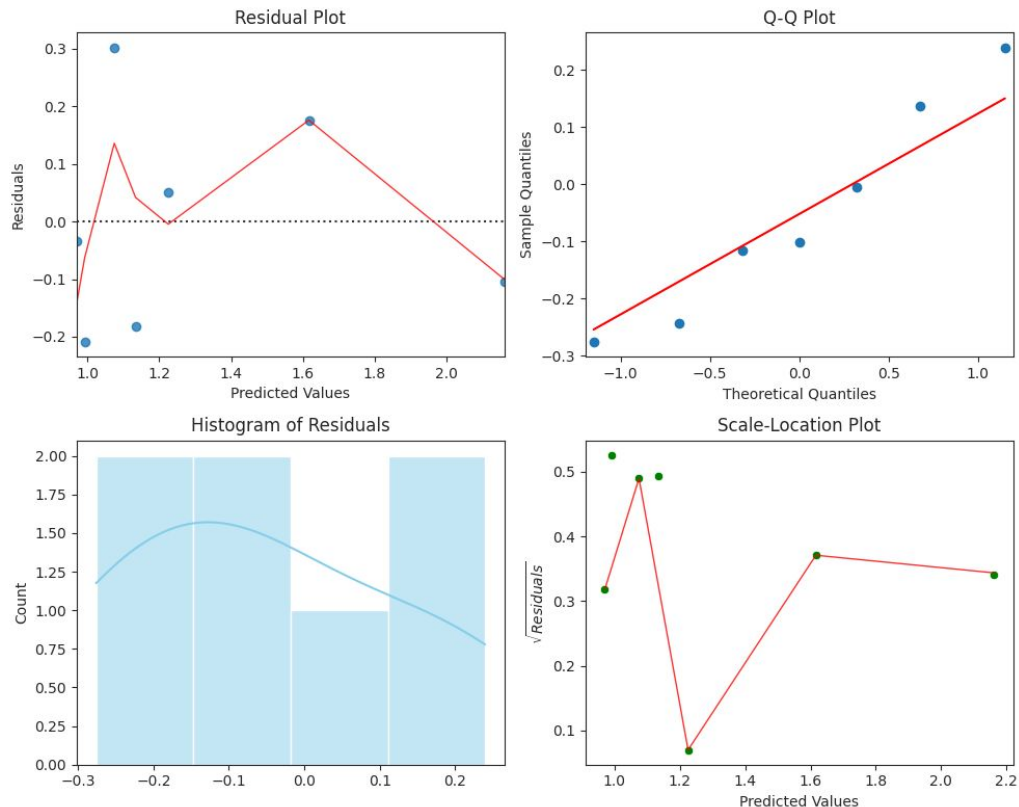 Residual Plot
0.3
0.2
0.1
0.0
−0.1
−0.2
Residuals
1.0 1.2 1.4 1.6 1.8 2.0
Predicted Values
Q-Q Plot
0.2
0.1
0.0
−0.1
−0.2
−0.3
Sample Quantiles
−1.0 −0.5 0.0 0.5 1.0
Theoretical Quantiles
Histogram of Residuals
2.00
1.75
1.50
1.25
1.00
0.75
0.50
0.25
0.00
Count
−0.3 −0.2 −0.1 0.0 0.1 0.2
Scale-Location Plot
0.5
0.4
0.3
0.2
0.1
√Residuals
1.0 1.2 1.4 1.6 1.8 2.0 2.2
Predicted Values